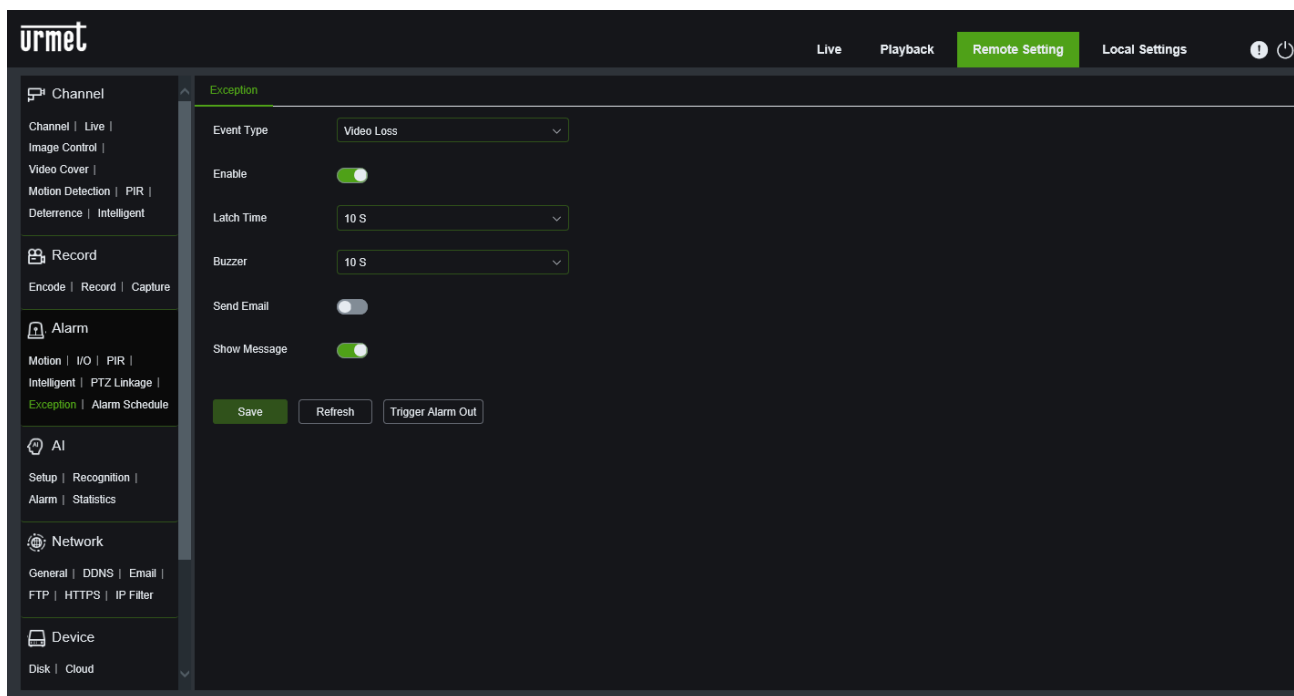 urmet
Live Playback Remote Setting Local Settings
Channel
Channel | Live |
Image Control |
Video Cover |
Motion Detection | PIR |
Deterrence | Intelligent
Record
Encode | Record | Capture
Alarm
Motion | I/O | PIR |
Intelligent | PTZ Linkage |
Exception | Alarm Schedule
AI
Setup | Recognition |
Alarm | Statistics
Network
General | DDNS | Email |
FTP | HTTPS | IP Filter
Device
Disk | Cloud
Exception
Event Type Video Loss
Enable
Latch Time 10 S
Buzzer 10 S
Send Email
Show Message
Save Refresh Trigger Alarm Out